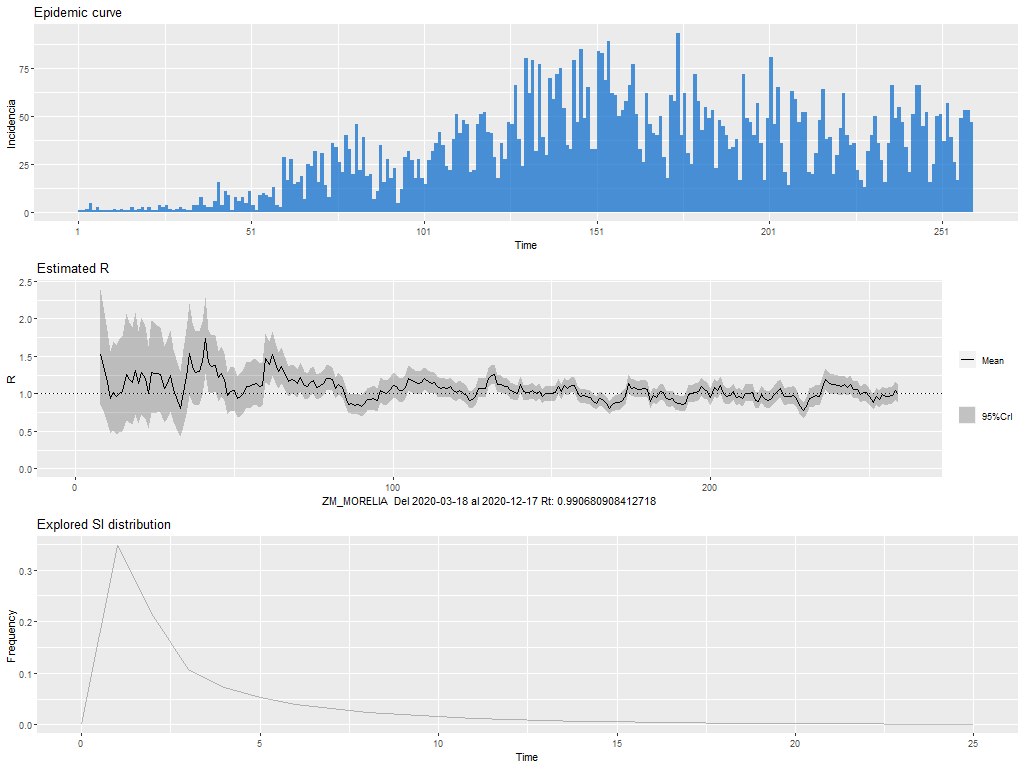 Epidemic curve
Incidencia
75
50
25
0
1
51
101
151
201
251
Time
Estimated R
R
2.5
2.0
1.5
1.0
0.5
0.0
0
100
200
ZM_MORELIA Del 2020-03-18 al 2020-12-17 Rt: 0.990680908412718
Mean
95%CrI
Explored SI distribution
Frequency
0.3
0.2
0.1
0.0
0
5
10
15
20
25
Time